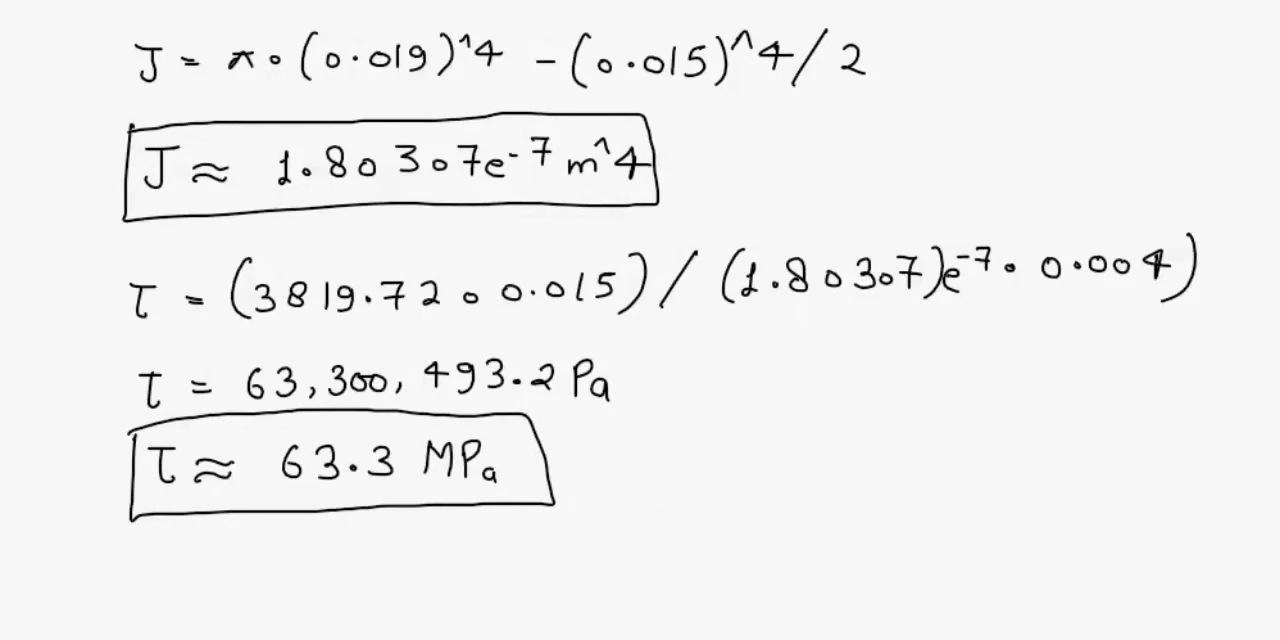 J = π∘(0.019)^4 - (0.015)^4/2
J ≈ 1.80307e-7 m^4
τ = (3819.72∘0.015)/(1.80307)e-7∘0.004)
τ = 63,300,493.2 Pa
τ ≈ 63.3 MPa